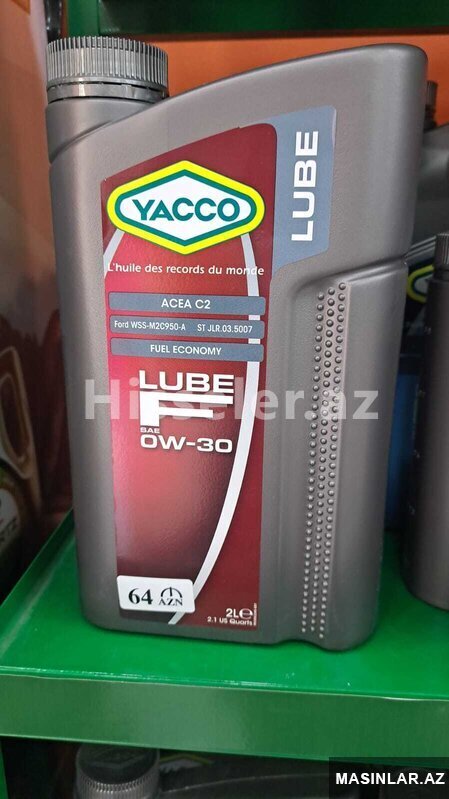 LUBE
YACCO
L'huile des records du monde
ACEA C2
Ford WSS-M2C950-A ST JLR.03.5007
FUEL ECONOMY
LUBE
F
Hisseler.az
SAE
0W-30
64 AZN
2L e
2.1 US Quarts
MASINLAR.AZ